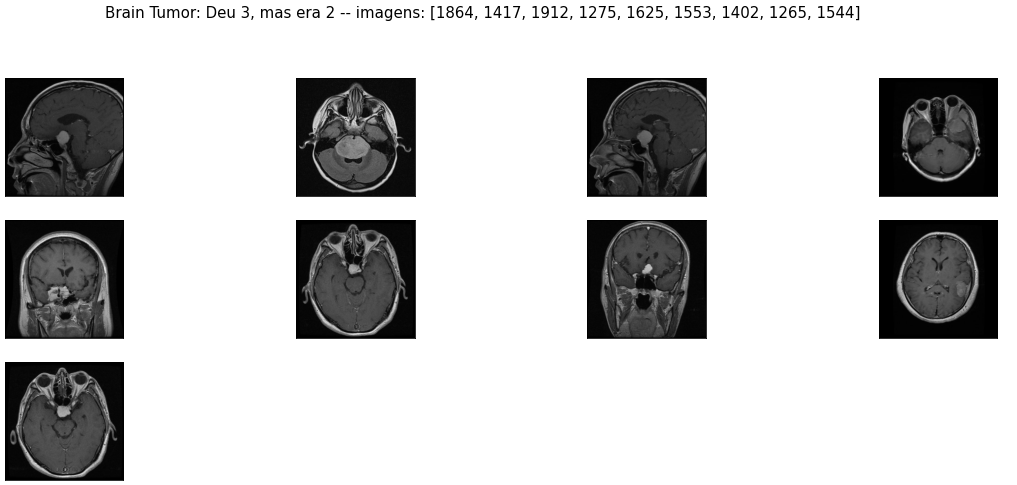 Brain Tumor: Deu 3, mas era 2 -- imagens: [1864, 1417, 1912, 1275, 1625, 1553, 1402, 1265, 1544]